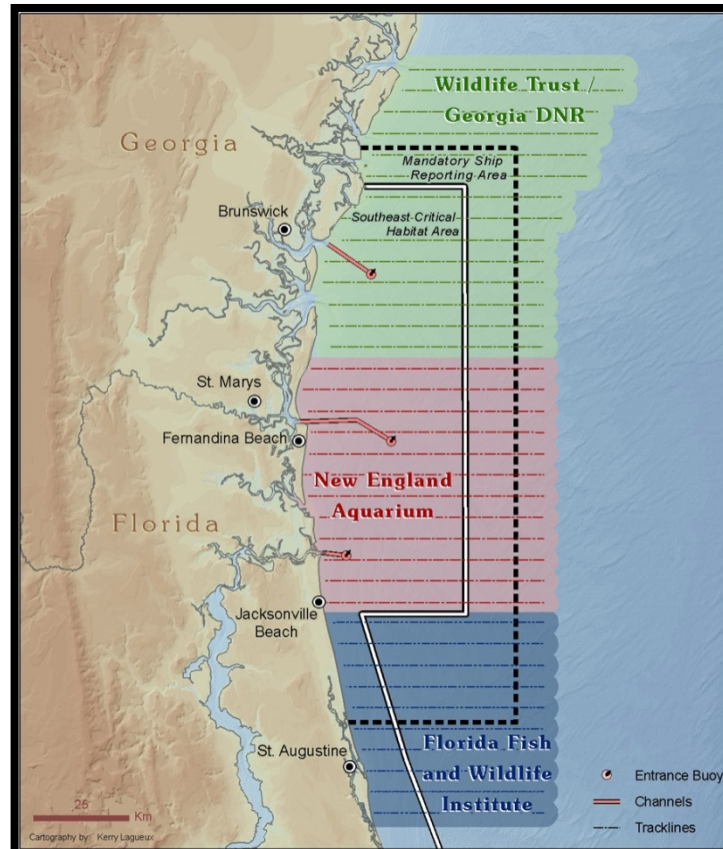 Wildlife Trust /
Georgia DNR
Georgia
Mandatory Ship
Reporting Area
Brunswick
Southeast Critical
Habitat Area
St. Marys
Fernandina Beach
New England
Aquarium
Florida
Jacksonville
Beach
St. Augustine
Florida Fish
and Wildlife
Institute
Entrance Buoy
Channels
Tracklines
25
Km
Cartography by: Kerry Lagueux